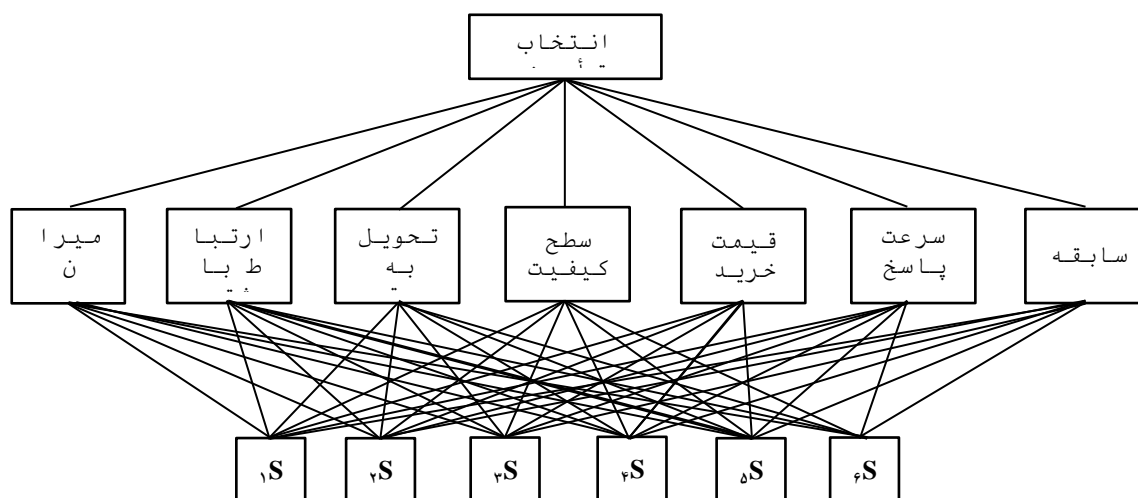 انتخاب
میرا
ن
ارتبا
ط با
تحویل
به
سطح
کیفیت
قیمت
خرید
سرعت
پاسخ
سابقه
S۱
S۲
S۳
S۴
S۵
S۶